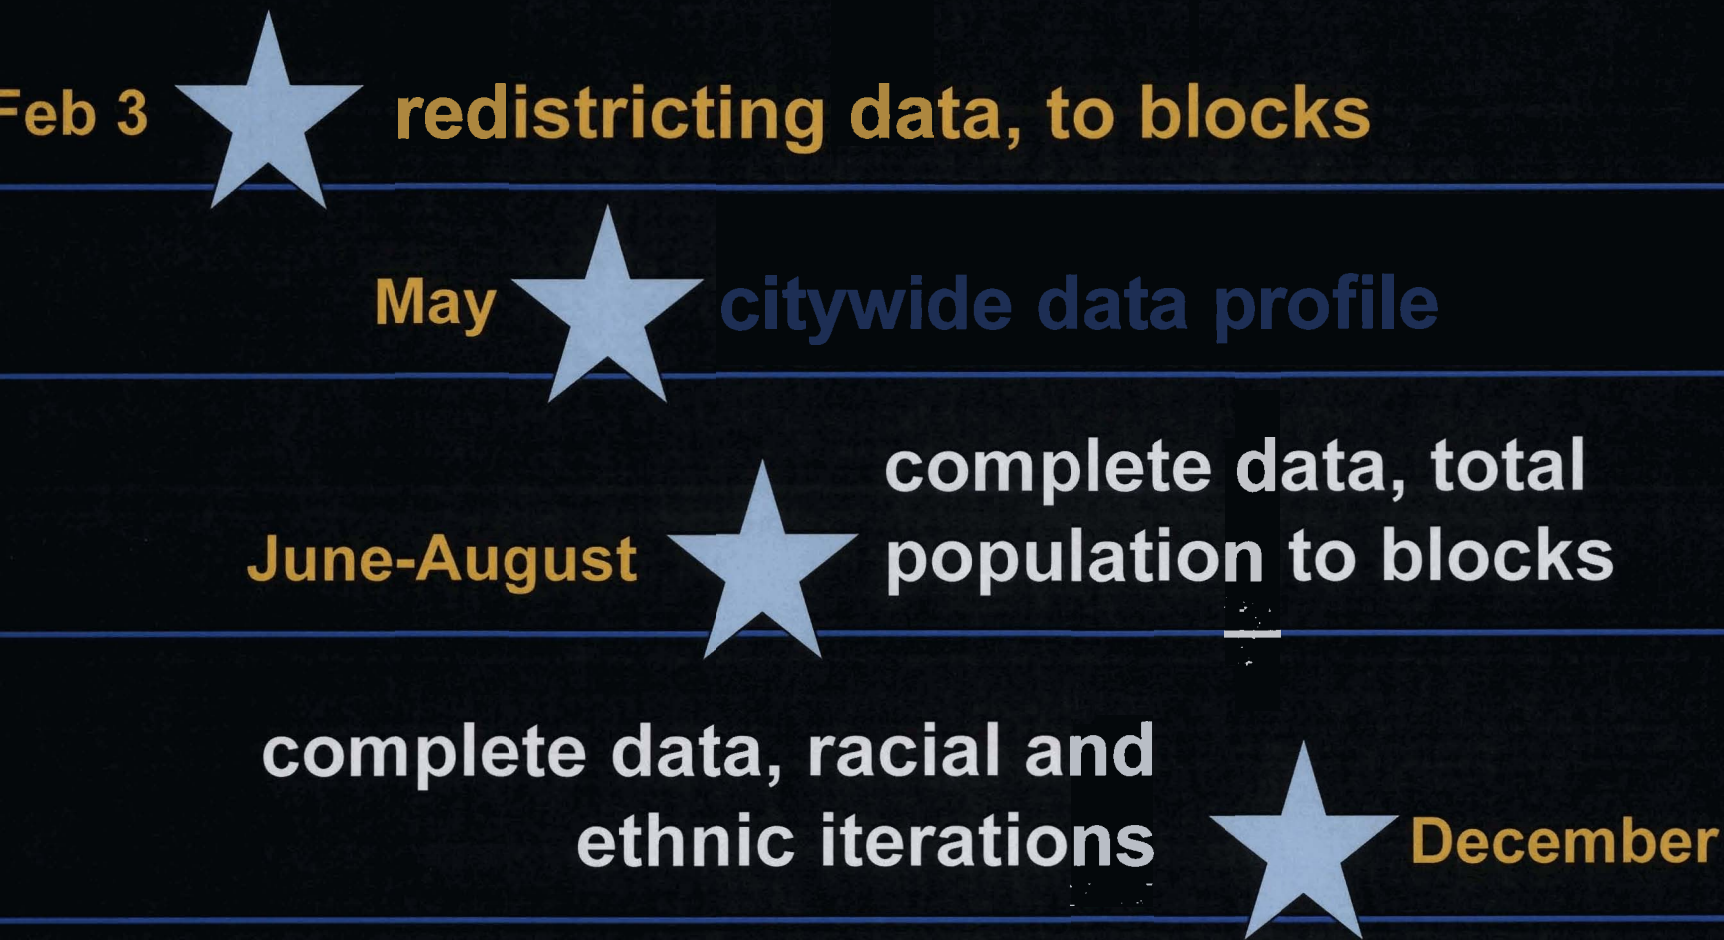 Feb 3 redistricting data, to blocks
May citywide data profile
complete data, total
June-August population to blocks
complete data, racial and
ethnic iterations December